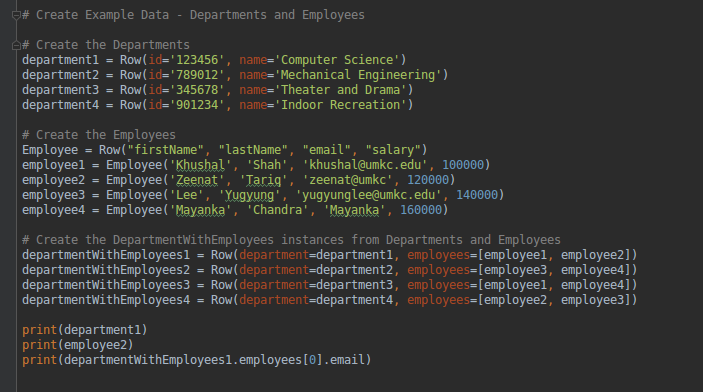 # Create Example Data - Departments and Employees
# Create the Departments
department1 = Row(id='123456', name='Computer Science')
department2 = Row(id='789012', name='Mechanical Engineering')
department3 = Row(id='345678', name='Theater and Drama')
department4 = Row(id='901234', name='Indoor Recreation')
# Create the Employees
Employee = Row("firstName", "lastName", "email", "salary")
employee1 = Employee('Khushal', 'Shah', 'khushal@umkc.edu', 100000)
employee2 = Employee('Zeenat', 'Tariq', 'zeenat@umkc', 120000)
employee3 = Employee('Lee', 'Yugyung', 'yugyunglee@umkc.edu', 140000)
employee4 = Employee('Mayanka', 'Chandra', 'Mayanka', 160000)
# Create the DepartmentWithEmployees instances from Departments and Employees
departmentWithEmployees1 = Row(department=department1, employees=[employee1, employee2])
departmentWithEmployees2 = Row(department=department2, employees=[employee3, employee4])
departmentWithEmployees3 = Row(department=department3, employees=[employee1, employee4])
departmentWithEmployees4 = Row(department=department4, employees=[employee2, employee3])
print(department1)
print(employee2)
print(departmentWithEmployees1.employees[0].email)